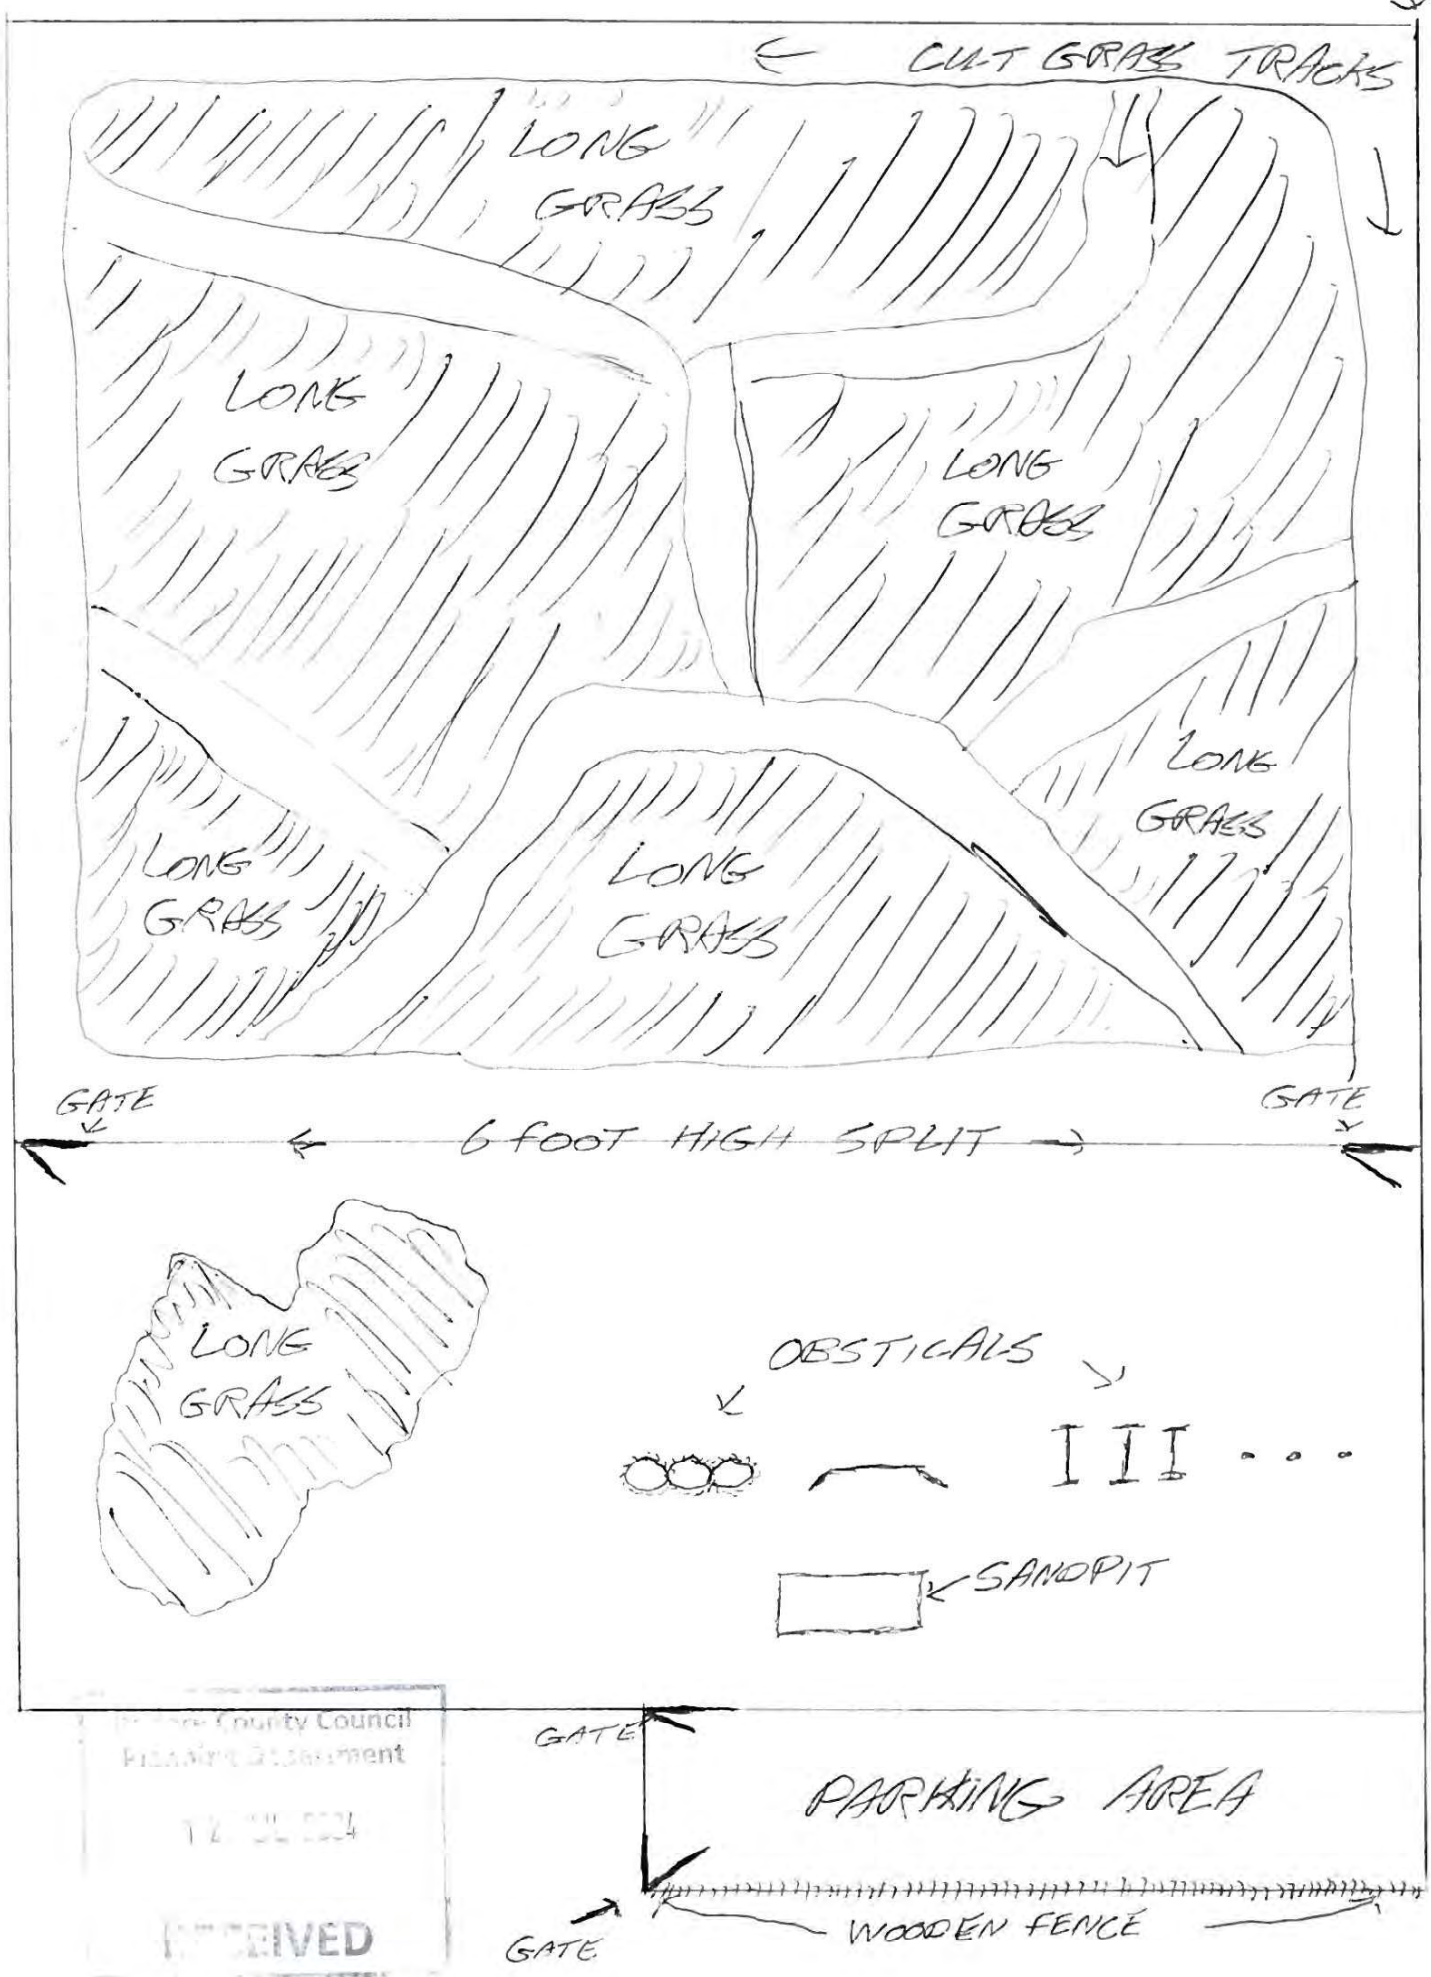 ← CUT GRASS TRACKS
LONG
GRASS
LONG
GRASS
LONG
GRASS
LONG
GRASS
LONG
GRASS
LONG
GRASS
GATE
GATE
6 FOOT HIGH SPLIT
LONG
GRASS
OBSTICALS
SANDPIT
County Council
Planning Department
GATE
PARKING AREA
RECEIVED
WOODEN FENCE
GATE